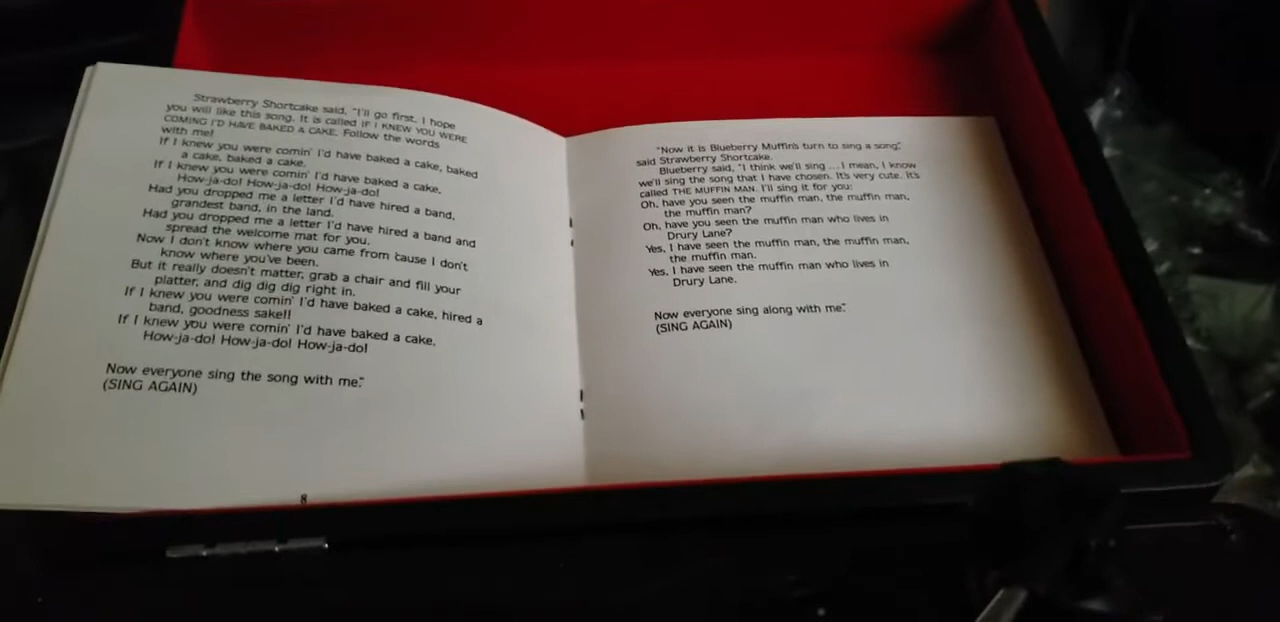 Strawberry Shortcake said, "I'll go first. I hope
you will like this song. It is called IF I KNEW YOU WERE
COMING I'D HAVE BAKED A CAKE. Follow the words
with me!
If I knew you were comin' I'd have baked a cake, baked
a cake, baked a cake.
If I knew you were comin' I'd have baked a cake.
How-ja-do! How-ja-do! How-ja-do!
Had you dropped me a letter I'd have hired a band,
grandest band, in the land.
Had you dropped me a letter I'd have hired a band and
spread the welcome mat for you.
Now I don't know where you came from 'cause I don't
know where you've been.
But it really doesn't matter, grab a chair and fill your
platter, and dig dig dig right in.
If I knew you were comin' I'd have baked a cake, hired a
band, goodness sake!!
If I knew you were comin' I'd have baked a cake.
How-ja-do! How-ja-do! How-ja-do!
Now everyone sing the song with me."
(SING AGAIN)
8
"Now it is Blueberry Muffin's turn to sing a song,"
said Strawberry Shortcake.
Blueberry said, "I think we'll sing ... I mean, I know
we'll sing the song that I have chosen. It's very cute. It's
called THE MUFFIN MAN. I'll sing it for you:
Oh, have you seen the muffin man, the muffin man,
the muffin man?
Oh, have you seen the muffin man who lives in
Drury Lane?
Yes, I have seen the muffin man, the muffin man,
the muffin man.
Yes, I have seen the muffin man who lives in
Drury Lane.
Now everyone sing along with me."
(SING AGAIN)